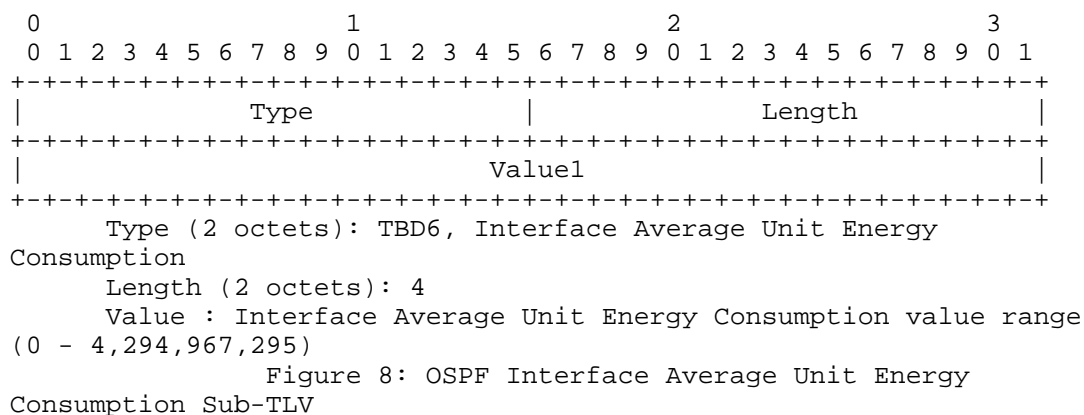 0                   1                   2                   3
 0 1 2 3 4 5 6 7 8 9 0 1 2 3 4 5 6 7 8 9 0 1 2 3 4 5 6 7 8 9 0 1
+-+-+-+-+-+-+-+-+-+-+-+-+-+-+-+-+-+-+-+-+-+-+-+-+-+-+-+-+-+-+-+-+
|              Type             |              Length           |
+-+-+-+-+-+-+-+-+-+-+-+-+-+-+-+-+-+-+-+-+-+-+-+-+-+-+-+-+-+-+-+-+
|                             Value1                            |
+-+-+-+-+-+-+-+-+-+-+-+-+-+-+-+-+-+-+-+-+-+-+-+-+-+-+-+-+-+-+-+-+
      Type (2 octets): TBD6, Interface Average Unit Energy
Consumption
      Length (2 octets): 4
      Value : Interface Average Unit Energy Consumption value range
(0 - 4,294,967,295)
                Figure 8: OSPF Interface Average Unit Energy
Consumption Sub-TLV